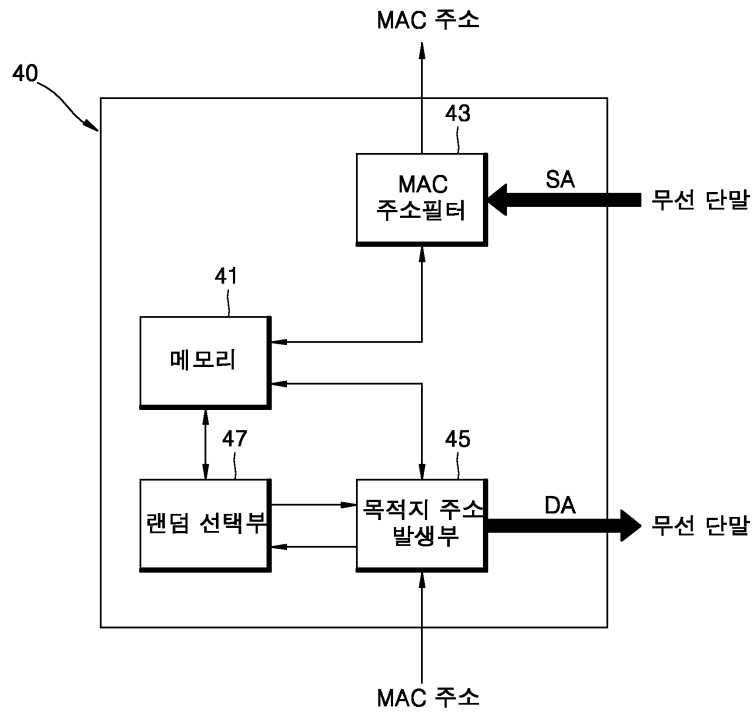 MAC 주소
40
43
MAC
주소필터
SA
무선 단말
41
메모리
47
랜덤 선택부
45
목적지 주소
발생부
DA
무선 단말
MAC 주소